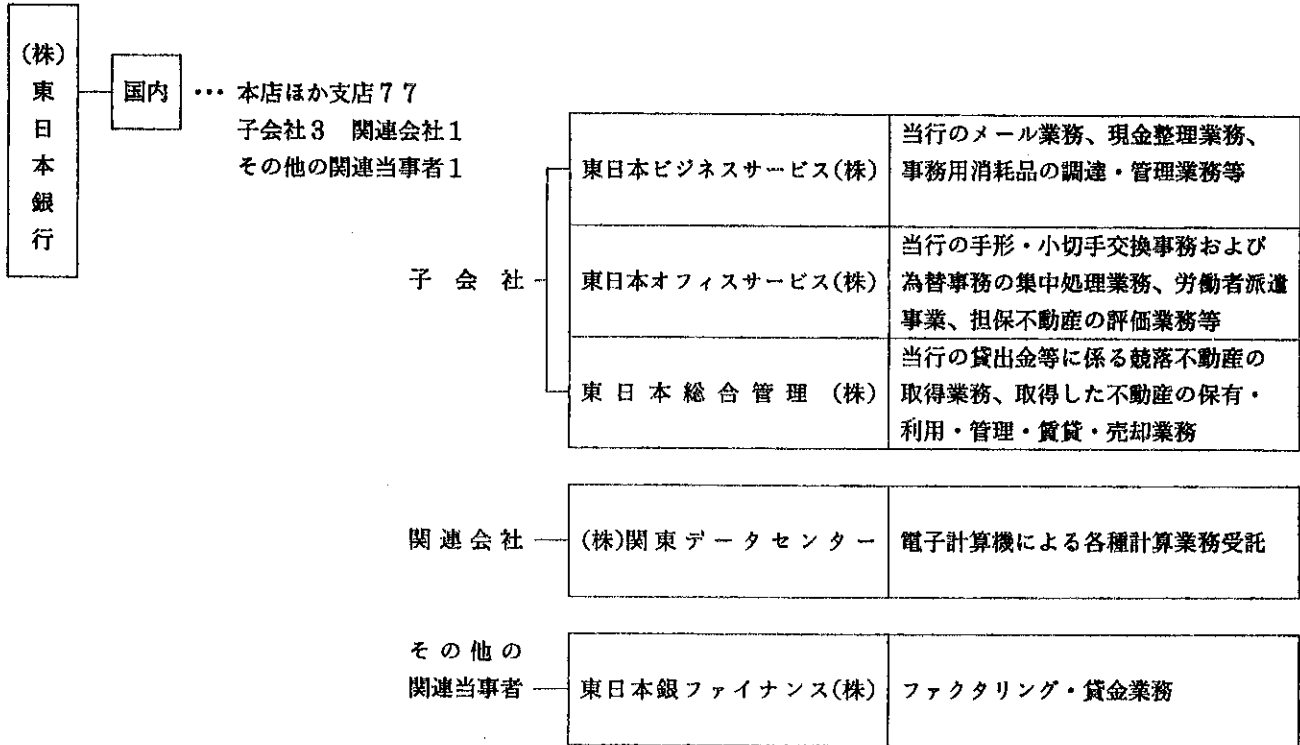 (株)東日本銀行
国内 … 本店ほか支店77
子会社3 関連会社1
その他の関連当事者1
子会社
東日本ビジネスサービス(株)
当行のメール業務、現金整理業務、
事務用消耗品の調達・管理業務等
東日本オフィスサービス(株)
当行の手形・小切手交換事務および
為替事務の集中処理業務、労働者派遣
事業、担保不動産の評価業務等
東日本総合管理(株)
当行の貸出金等に係る競落不動産の
取得業務、取得した不動産の保有・
利用・管理・賃貸・売却業務
関連会社
(株)関東データセンター
電子計算機による各種計算業務受託
その他の
関連当事者
東日本銀ファイナンス(株)
ファクタリング・貸金業務